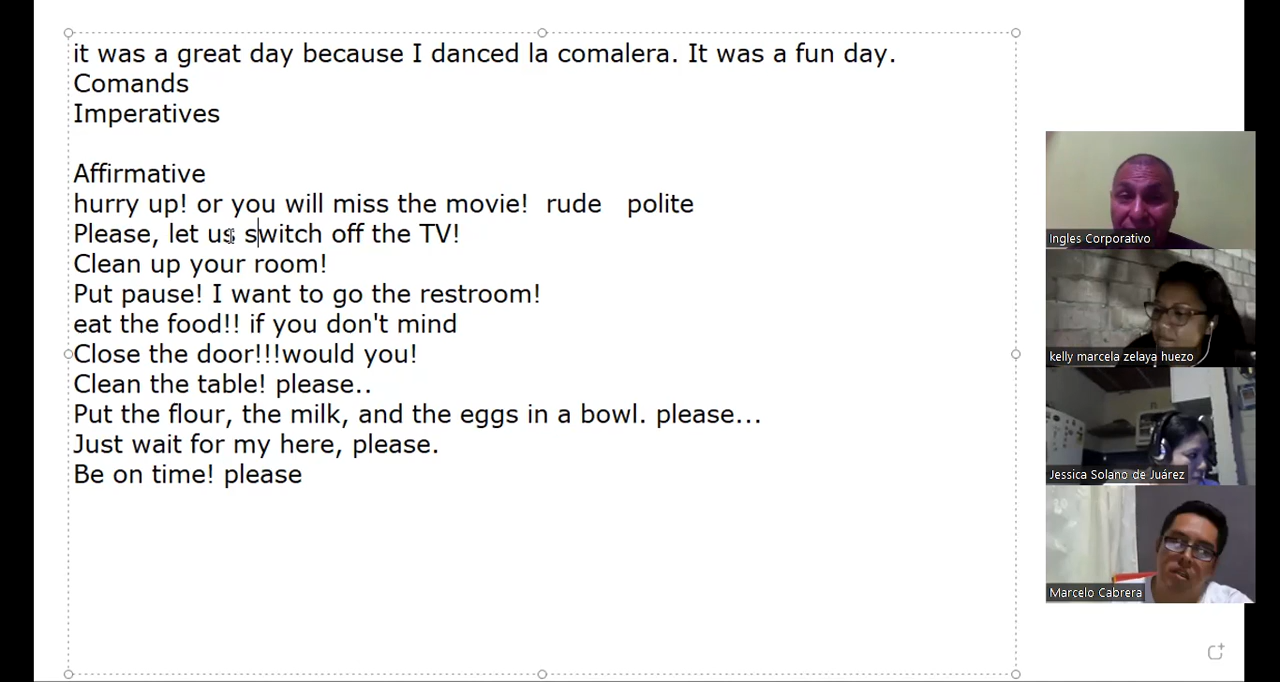 it was a great day because I danced la comalera. It was a fun day.
Comands
Imperatives
Affirmative
hurry up! or you will miss the movie!  rude   polite
Please, let us switch off the TV!
Clean up your room!
Put pause! I want to go the restroom!
eat the food!! if you don't mind
Close the door!!!would you!
Clean the table! please..
Put the flour, the milk, and the eggs in a bowl. please...
Just wait for my here, please.
Be on time! please
Ingles Corporativo
kelly marcela zelaya huezo
Jessica Solano de Juárez
Marcelo Cabrera